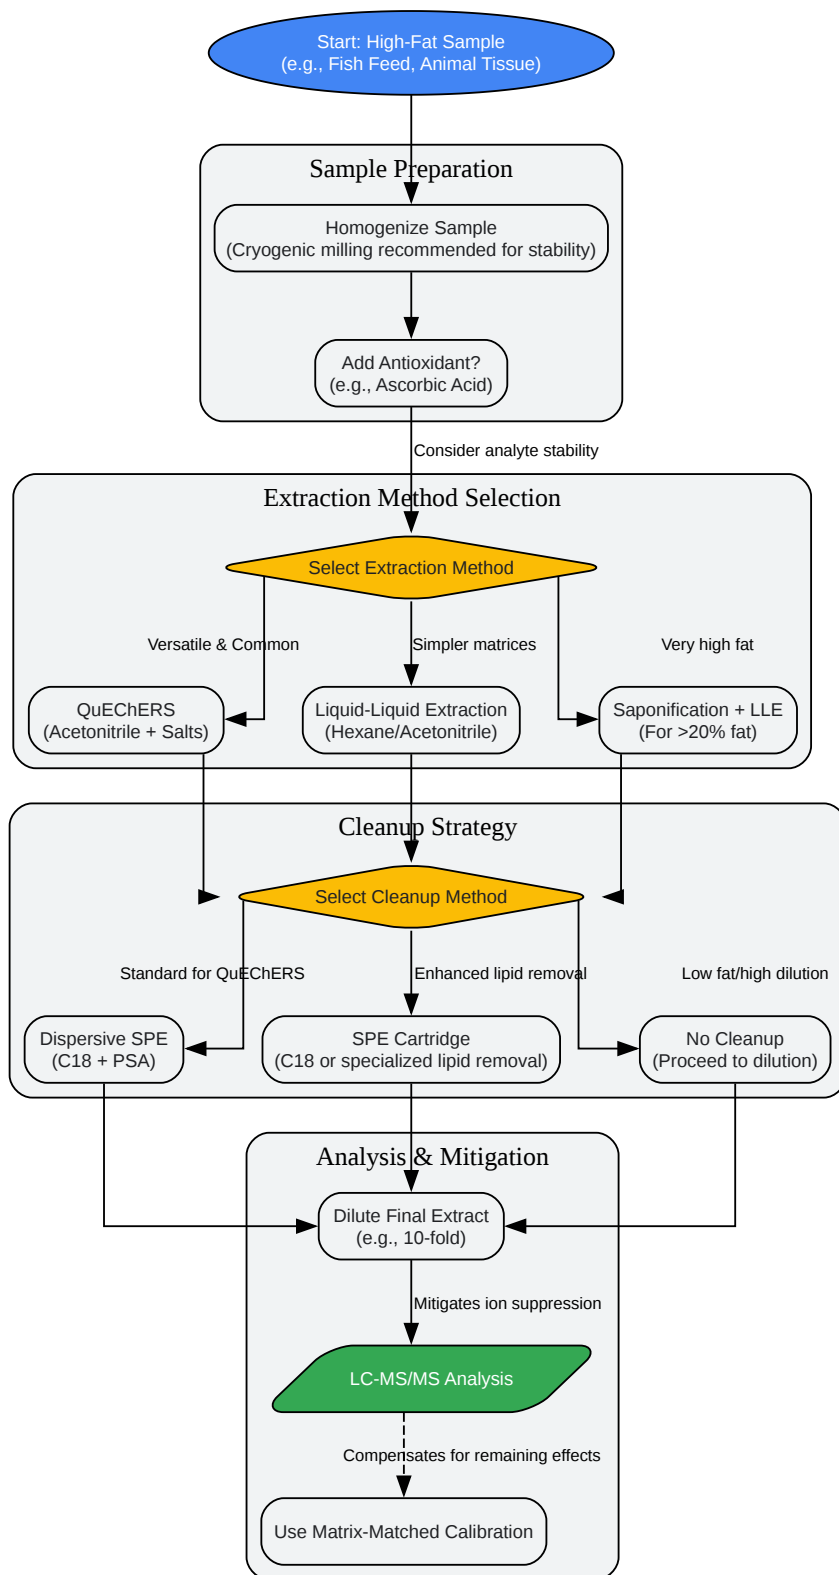 Start: High-Fat Sample
(e.g., Fish Feed, Animal Tissue)
Sample Preparation
Homogenize Sample
(Cryogenic milling recommended for stability)
Add Antioxidant?
(e.g., Ascorbic Acid)
Consider analyte stability
Extraction Method Selection
Select Extraction Method
Versatile & Common
Simpler matrices
Very high fat
QuEChERS
(Acetonitrile + Salts)
Liquid-Liquid Extraction
(Hexane/Acetonitrile)
Saponification + LLE
(For >20% fat)
Cleanup Strategy
Select Cleanup Method
Standard for QuEChERS
Enhanced lipid removal
Low fat/high dilution
Dispersive SPE
(C18 + PSA)
SPE Cartridge
(C18 or specialized lipid removal)
No Cleanup
(Proceed to dilution)
Analysis & Mitigation
Dilute Final Extract
(e.g., 10-fold)
Mitigates ion suppression
LC-MS/MS Analysis
Compensates for remaining effects
Use Matrix-Matched Calibration